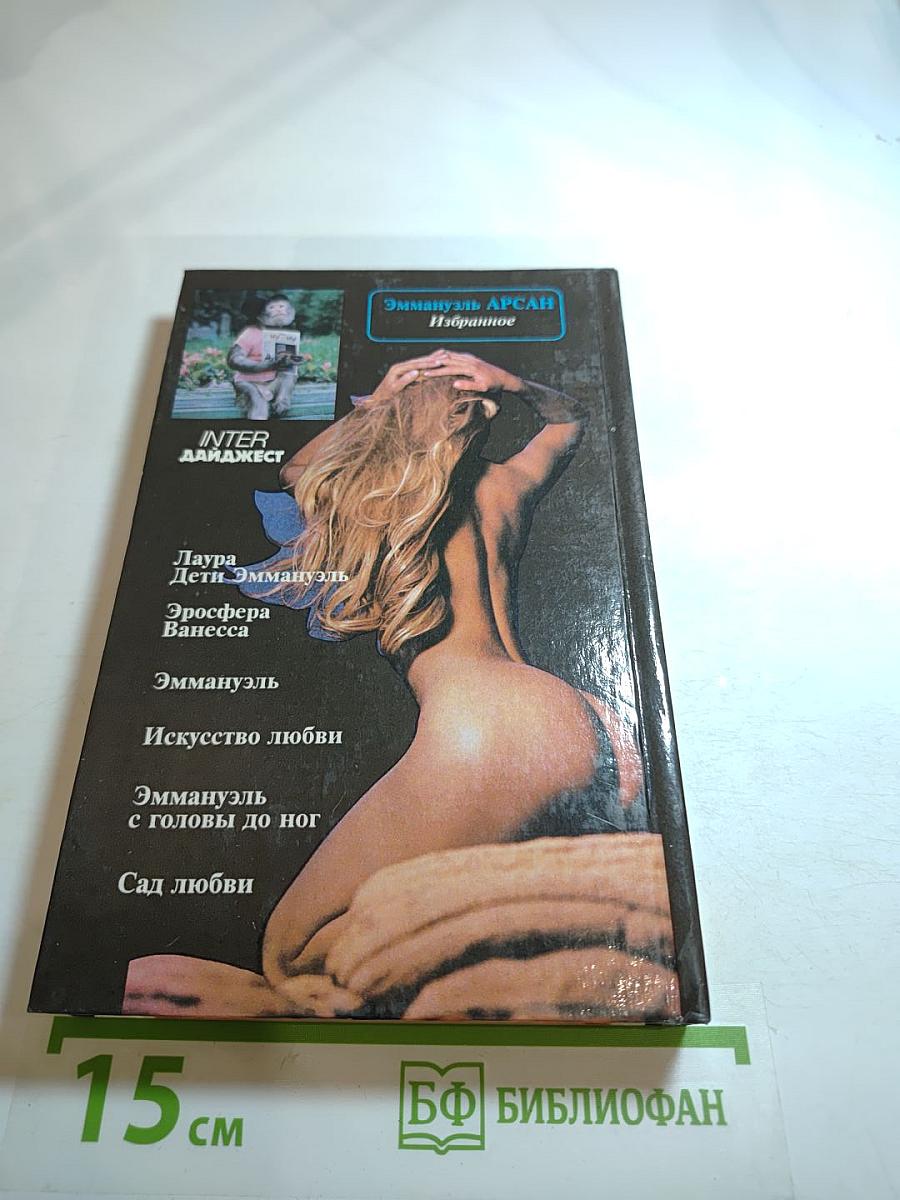 Эммануэль АРСАН
Избранное
INTER
ДАЙДЖЕСТ
Лаура
Дети Эммануэль
Эросфера
Ванесса
Эммануэль
Искусство любви
Эммануэль
с головы до ног
Сад любви
15 см
БФ БИБЛИОФАН